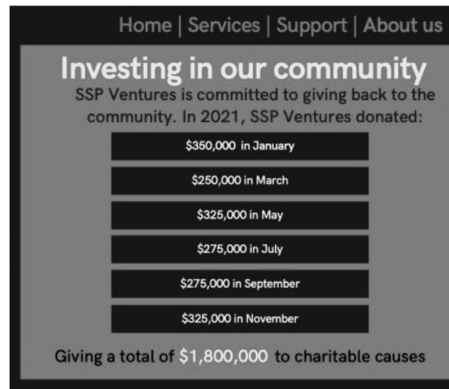 Home | Services | Support | About us
Investing in our community
SSP Ventures is committed to giving back to the
community. In 2021, SSP Ventures donated:
$350,000 in January
$250,000 in March
$325,000 in May
$275,000 in July
$275,000 in September
$325,000 in November
Giving a total of $1,800,000 to charitable causes